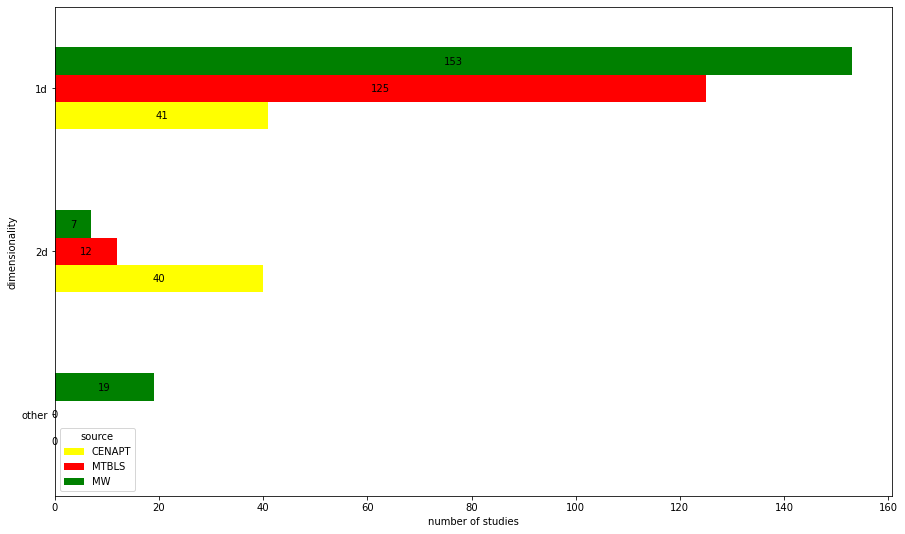 153
1d
125
41
7
2d
12
40
dimensionality
19
other
0
0
source
CENAPT
MTBLS
MW
0 20 40 60 80 100 120 140 160
number of studies